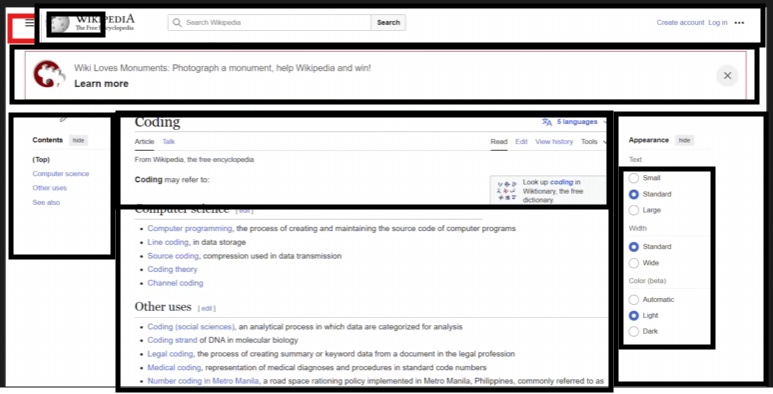 WIKIPEDIA
The Free Encyclopedia
Search Wikipedia
Search
Create account Log in •••
Wiki Loves Monuments: Photograph a monument, help Wikipedia and win!
Learn more
Contents hide
(Top)
Computer science
Other uses
See also
Coding
5 languages
Article Talk
Read Edit View history Tools
From Wikipedia, the free encyclopedia
Coding may refer to:
Look up coding in
Wiktionary, the free
dictionary
Computer science [edit]
• Computer programming, the process of creating and maintaining the source code of computer programs
• Line coding, in data storage
• Source coding, compression used in data transmission
• Coding theory
• Channel coding
Other uses [edit]
• Coding (social sciences), an analytical process in which data are categorized for analysis
• Coding strand of DNA in molecular biology
• Legal coding, the process of creating summary or keyword data from a document in the legal profession
• Medical coding, representation of medical diagnoses and procedures in standard code numbers
• Number coding in Metro Manila, a road space rationing policy implemented in Metro Manila, Philippines, commonly referred to as
Appearance hide
Text
Small
Standard
Large
Width
Standard
Wide
Color (beta)
Automatic
Light
Dark